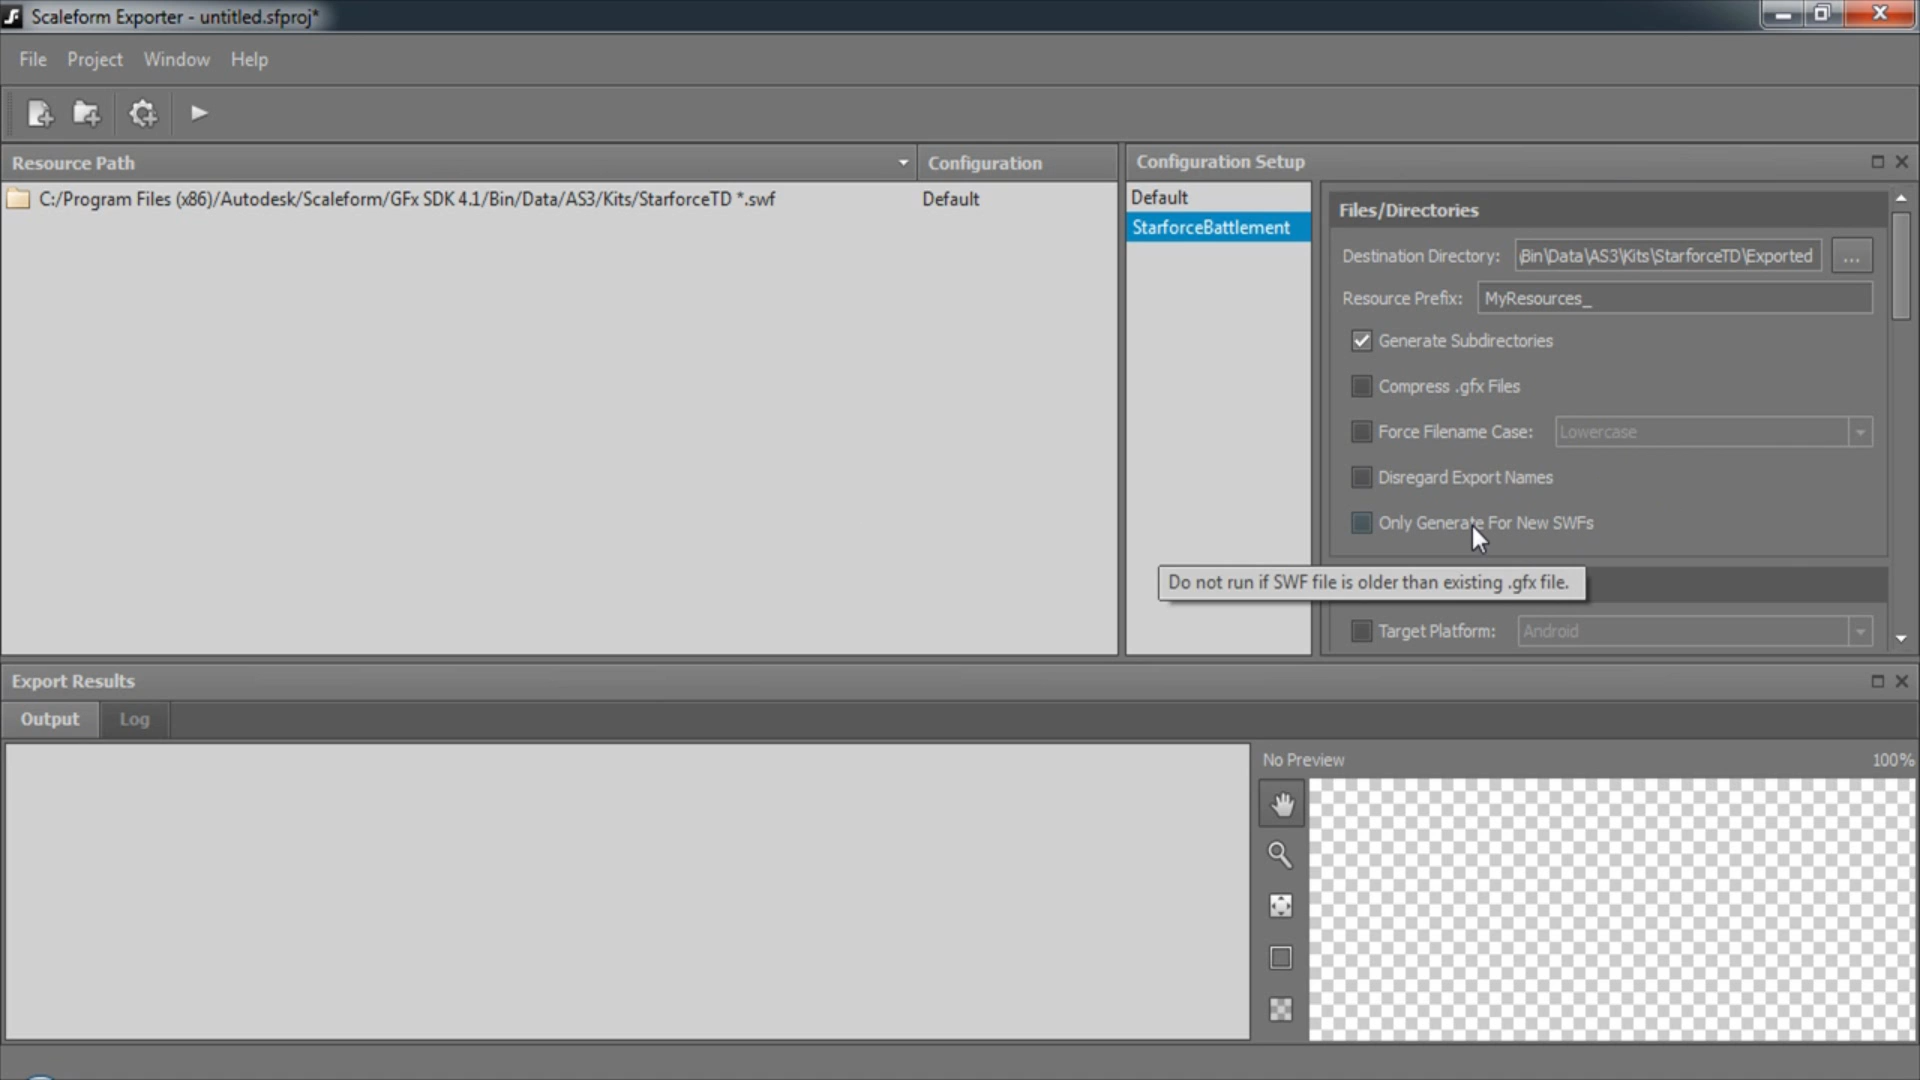 Scaleform Exporter - untitled.sfproj*
File Project Window Help
Resource Path Configuration
C:/Program Files (x86)/Autodesk/Scaleform/GFx SDK 4.1/Bin/Data/AS3/Kits/StarforceTD *.swf Default
Configuration Setup
Default
StarforceBattlement
Files/Directories
Destination Directory: \Bin\Data\AS3\Kits\StarforceTD\Exported ...
Resource Prefix: MyResources_
Generate Subdirectories
Compress .gfx Files
Force Filename Case: Lowercase
Disregard Export Names
Only Generate For New SWFs
Do not run if SWF file is older than existing .gfx file.
Target Platform: Android
Export Results
Output Log
No Preview 100%